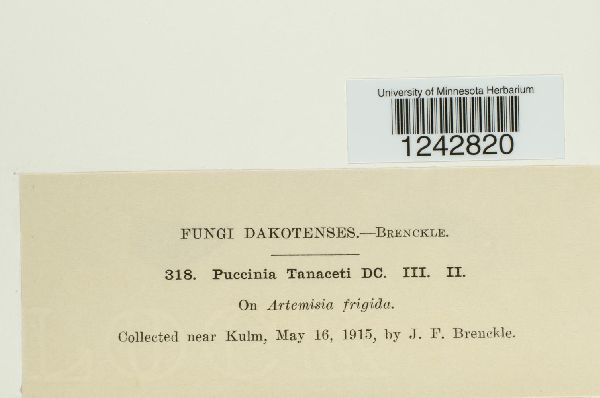 University of Minnesota Herbarium
1242820
FUNGI DAKOTENSES.—BRENCKLE.
318. Puccinia Tanaceti DC. III. II.
On Artemisia frigida.
Collected near Kulm, May 16, 1915, by J. F. Brenckle.